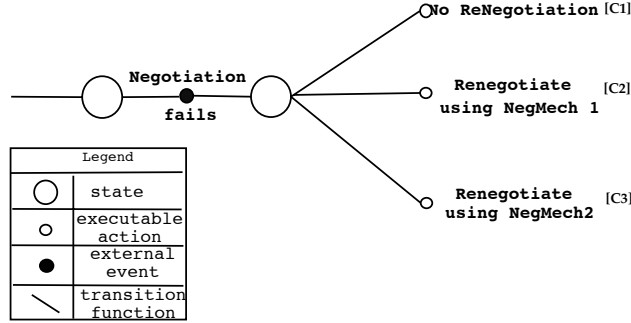 No ReNegotiation [C1]
Negotiation
fails
Renegotiate [C2]
using NegMech 1
Renegotiate [C3]
using NegMech2
Legend
state
executable
action
external
event
transition
function